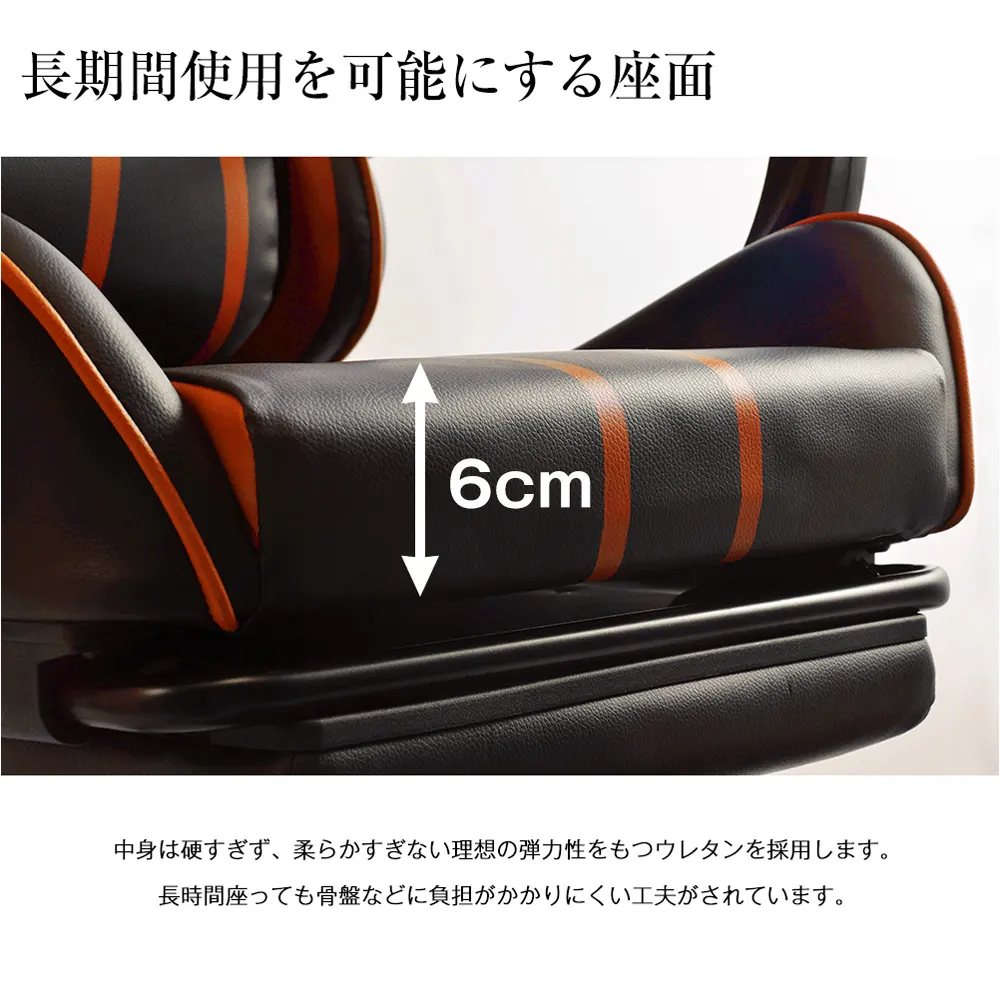 長期間使用を可能にする座面
6cm
中身は硬すぎず、柔らかすぎない理想の弾力性をもつウレタンを採用します。
長時間座っても骨盤などに負担がかかりにくい工夫がされています。